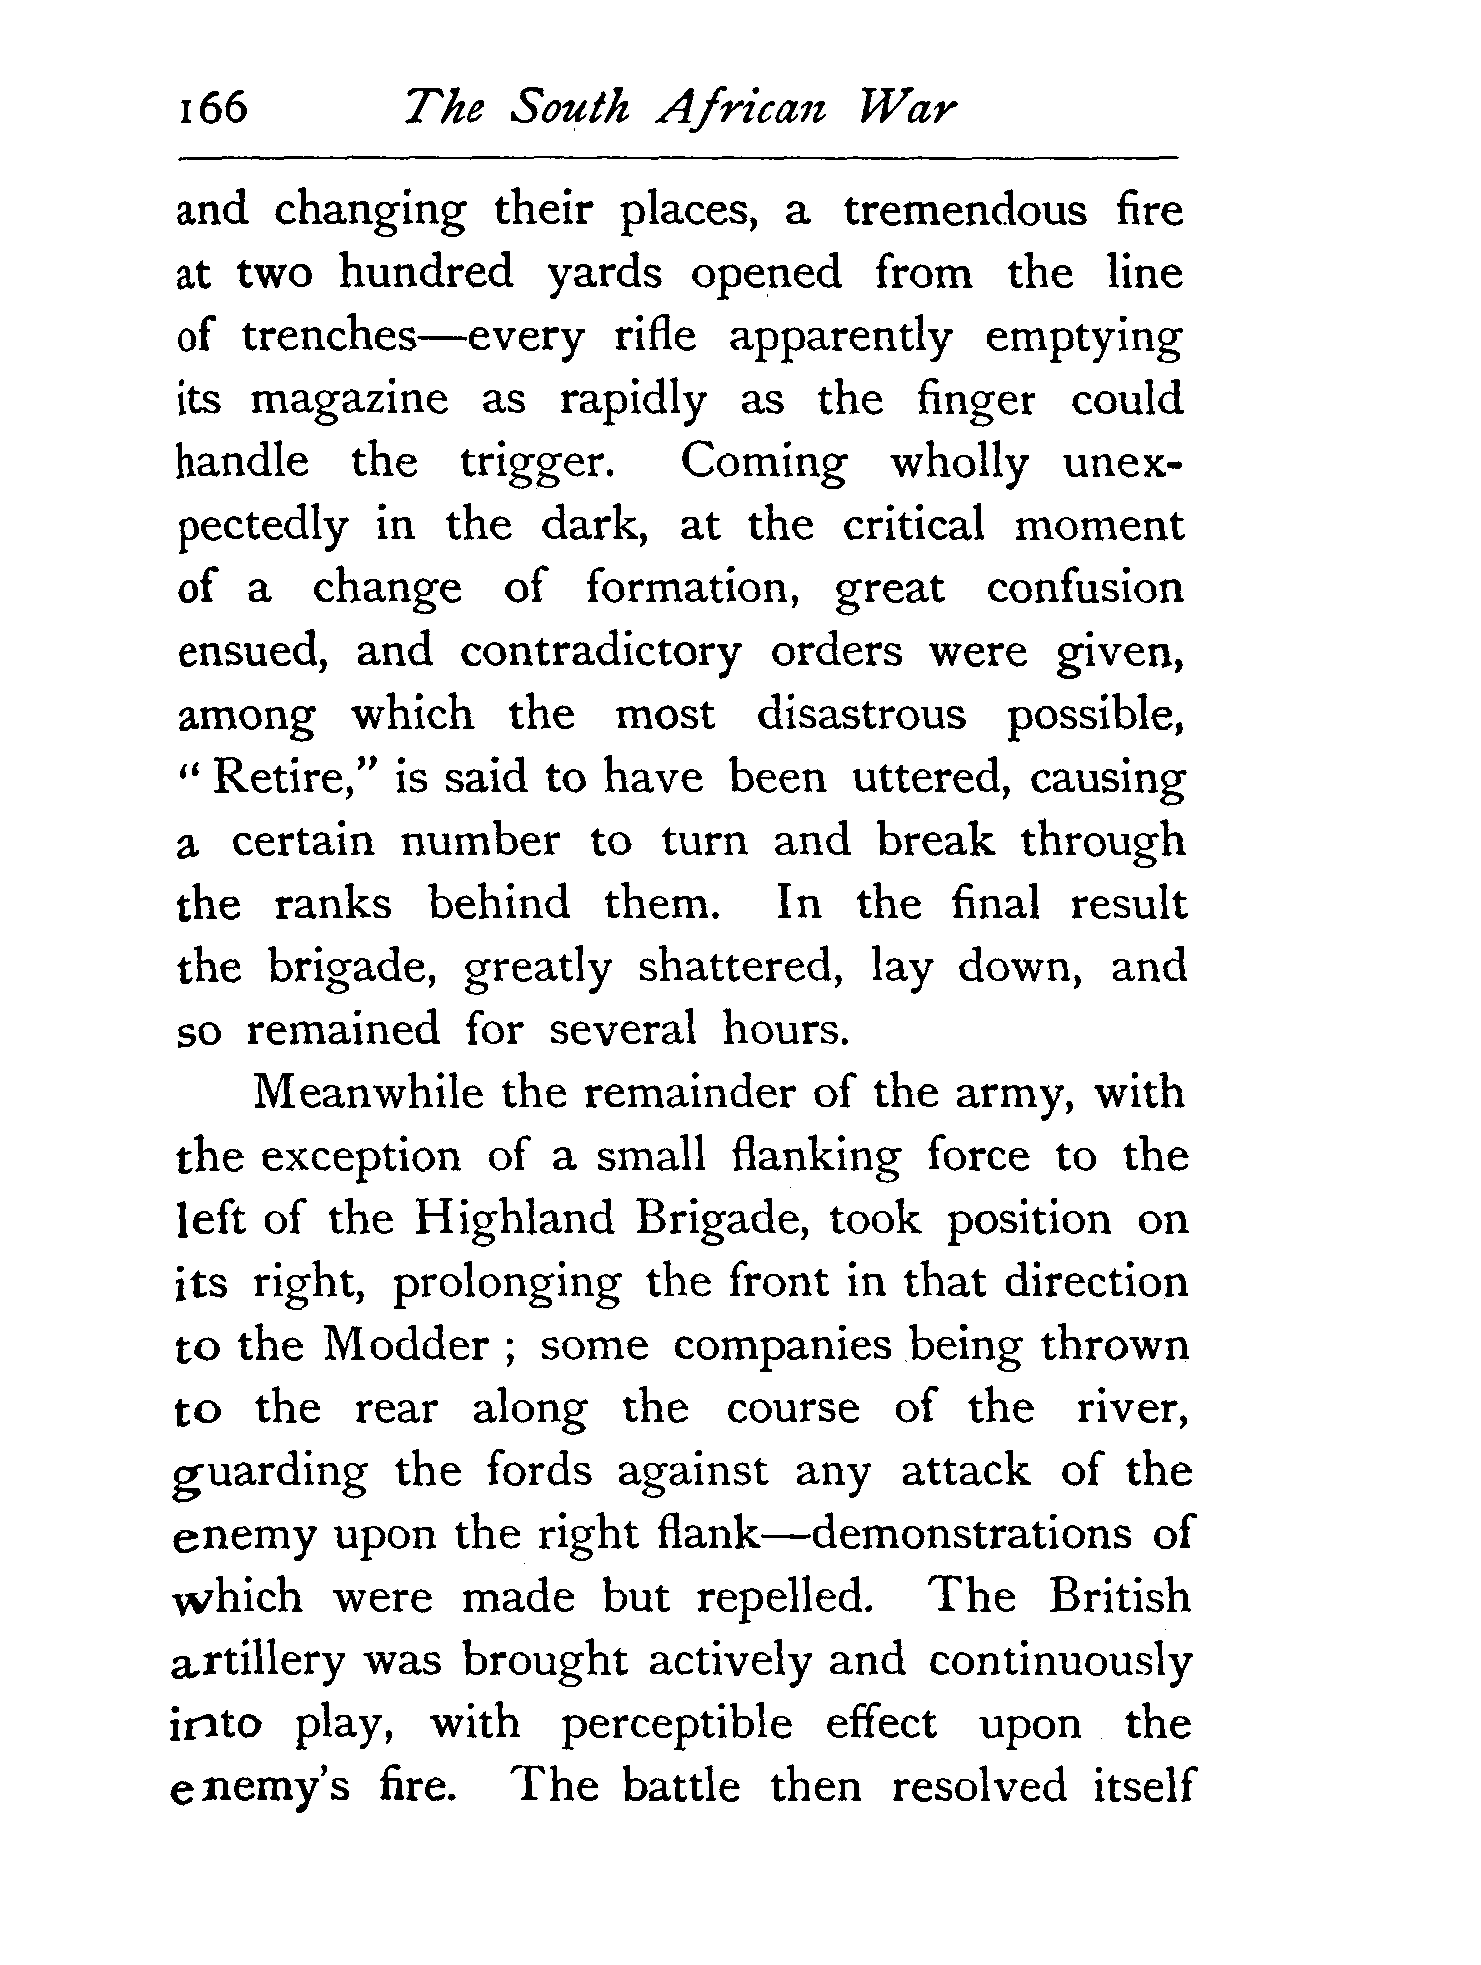 166 The South African War
and changing their places, a tremendous fire
at two hundred yards opened from the line
of trenches—every rifle apparently emptying
its magazine as rapidly as the finger could
handle the trigger. Coming wholly unex-
pectedly in the dark, at the critical moment
of a change of formation, great confusion
ensued, and contradictory orders were given,
among which the most disastrous possible,
“ Retire,” is said to have been uttered, causing
a certain number to turn and break through
the ranks behind them. In the final result
the brigade, greatly shattered, lay down, and
so remained for several hours.
Meanwhile the remainder of the army, with
the exception of a small flanking force to the
left of the Highland Brigade, took position on
its right, prolonging the front in that direction
to the Modder ; some companies being thrown
to the rear along the course of the river,
guarding the fords against any attack of the
enemy upon the right flank—demonstrations of
which were made but repelled. The British
artillery was brought actively and continuously
into play, with perceptible effect upon the
enemy's fire. The battle then resolved itself